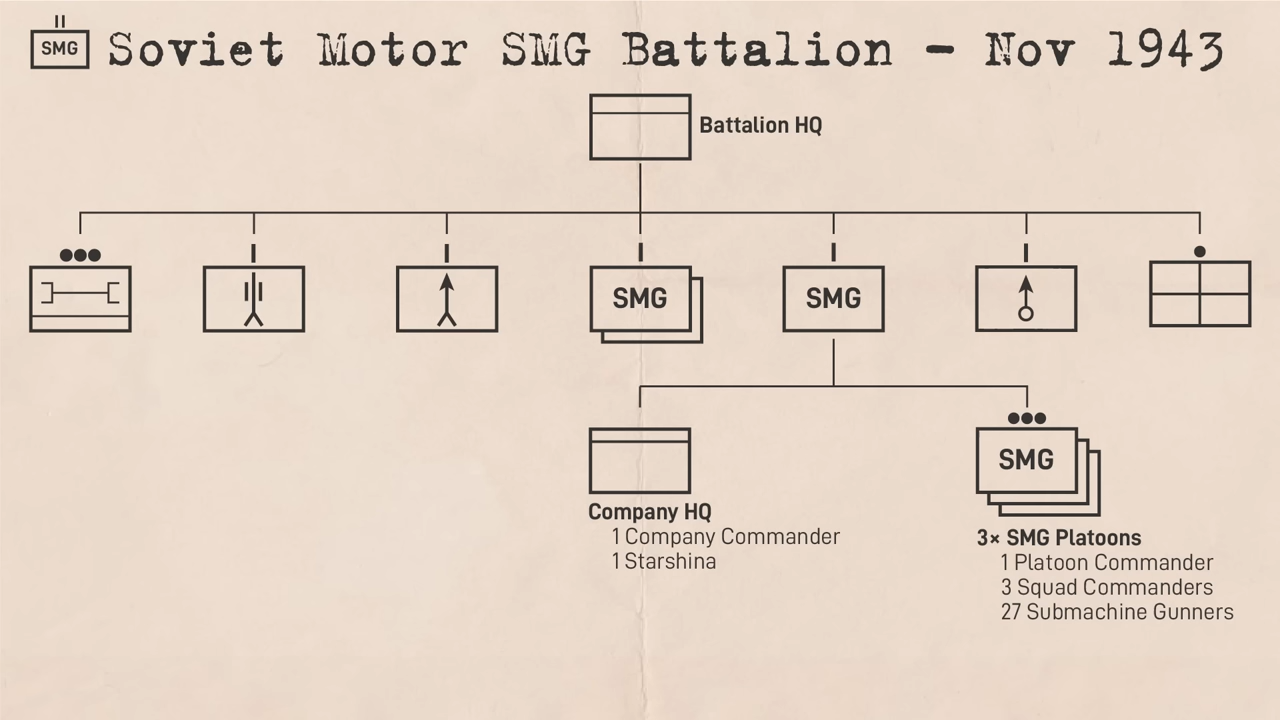 SMG Soviet Motor SMG Battalion - Nov 1943
Battalion HQ
SMG
SMG
SMG
Company HQ
1 Company Commander
1 Starshina
3× SMG Platoons
1 Platoon Commander
3 Squad Commanders
27 Submachine Gunners